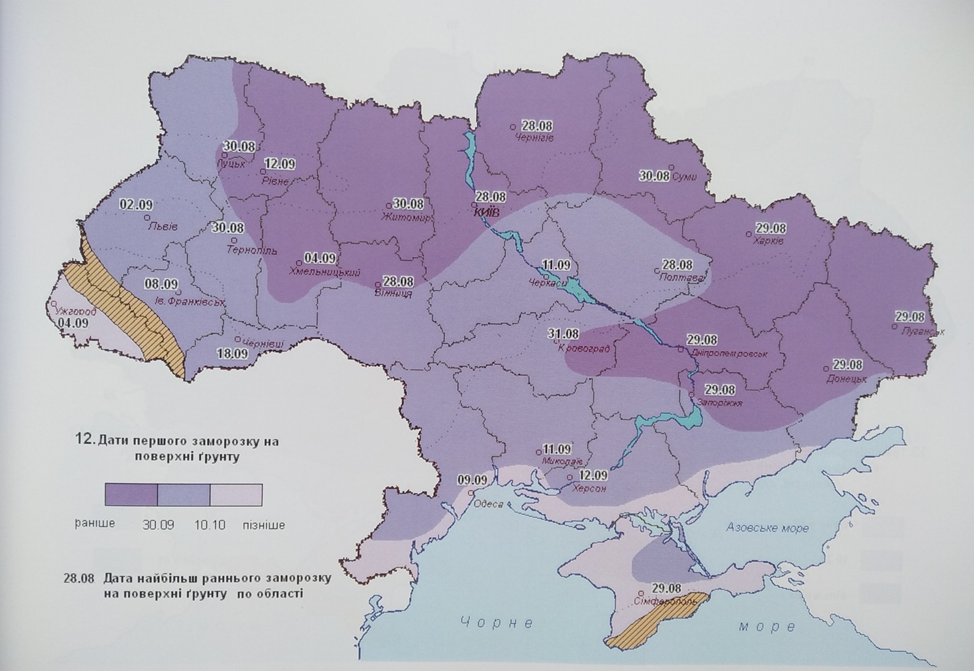 28.08
Чернігів
30.08
Луцьк
12.09
Рівне
30.08
Суми
30.08
Житомир
28.08
КИЇВ
02.09
Львів
30.08
Тернопіль
29.08
Харків
04.09
Хмельницький
28.08
Вінниця
11.09
Черкаси
28.08
Полтава
08.09
Ів. Франківськ
Ужгород
04.09
18.09
Чернівці
31.08
Кровоград
29.08
Дніпропетровськ
29.08
Луганськ
29.08
Донецьк
29.08
Запоріжжя
11.09
Миколаїв
12.09
Херсон
09.09
Одеса
29.08
Сімферополь
Азовське море
Чорне море
12. Дати першого заморозку на
поверхні ґрунту
раніше 30.09 10.10 пізніше
28.08 Дата найбільш раннього заморозку
на поверхні ґрунту по області